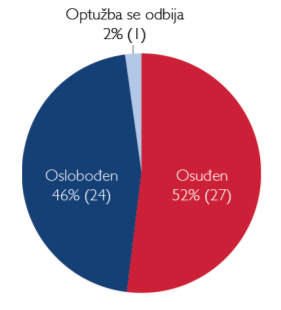 Optužba se odbija
2% (1)
Oslobođen
46% (24)
Osuđen
52% (27)